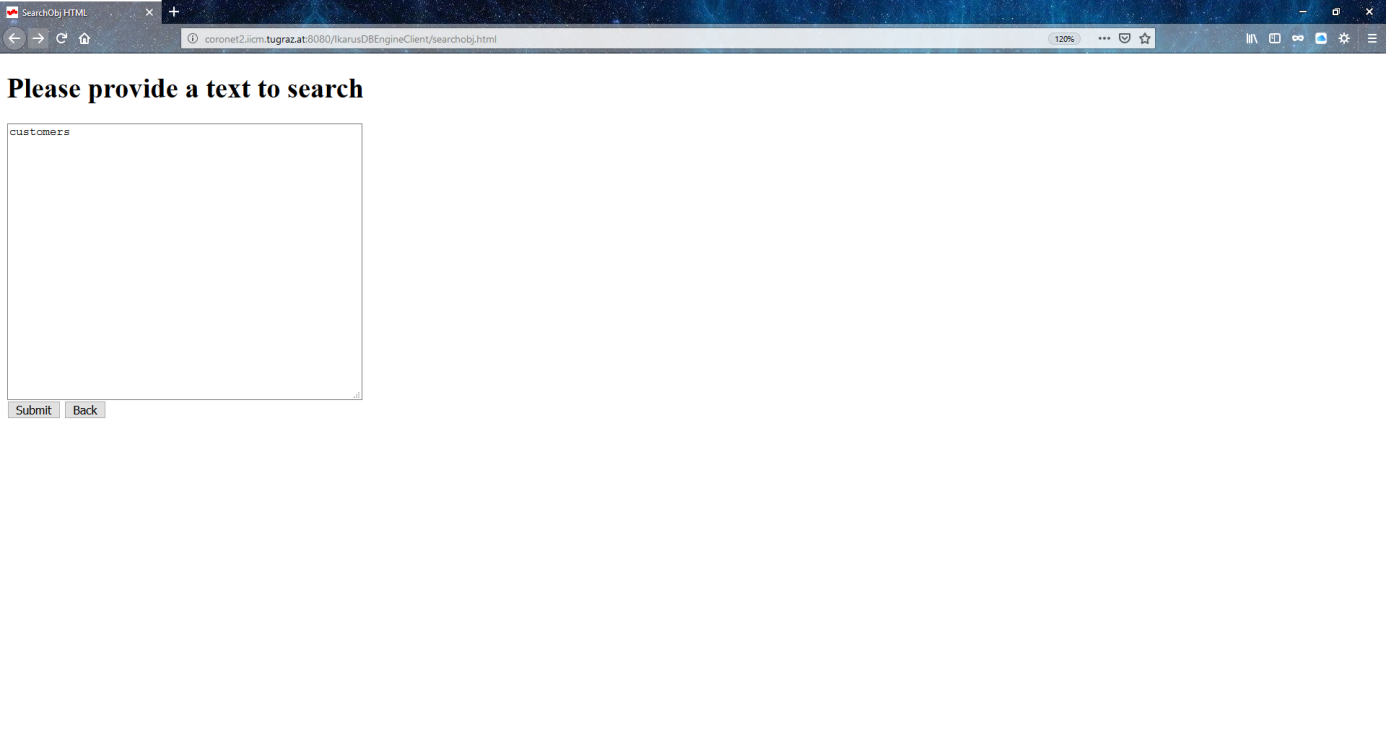 SearchObj HTML
coronet2.iicm.tugraz.at:8080/IkarusDBEngineClient/searchobj.html
120%
Please provide a text to search
customers
Submit Back